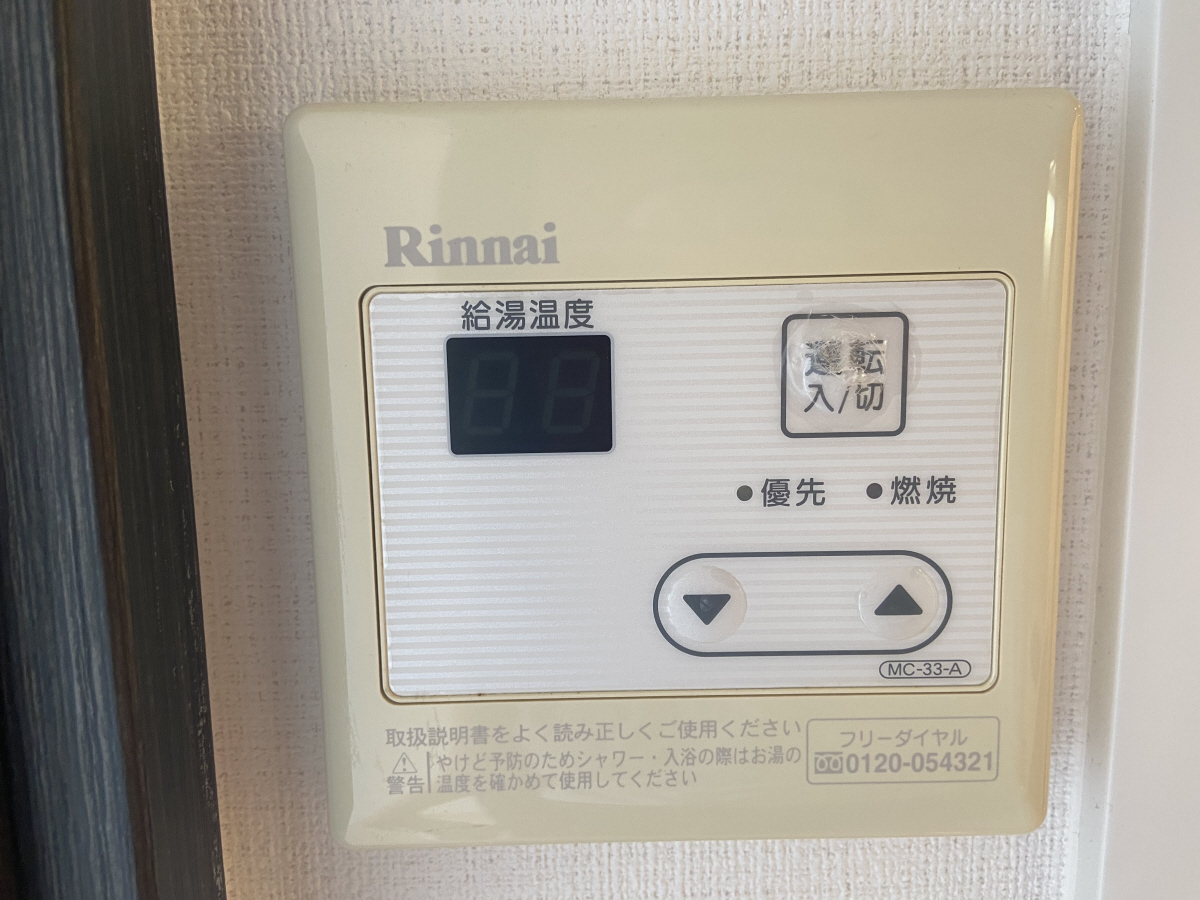 Rinnai
給湯温度
運転
入/切
優先
燃焼
MC-33-A
取扱説明書をよく読み正しくご使用ください
警告
やけど予防のためシャワー・入浴の際はお湯の
温度を確かめて使用してください
フリーダイヤル
0120-054321